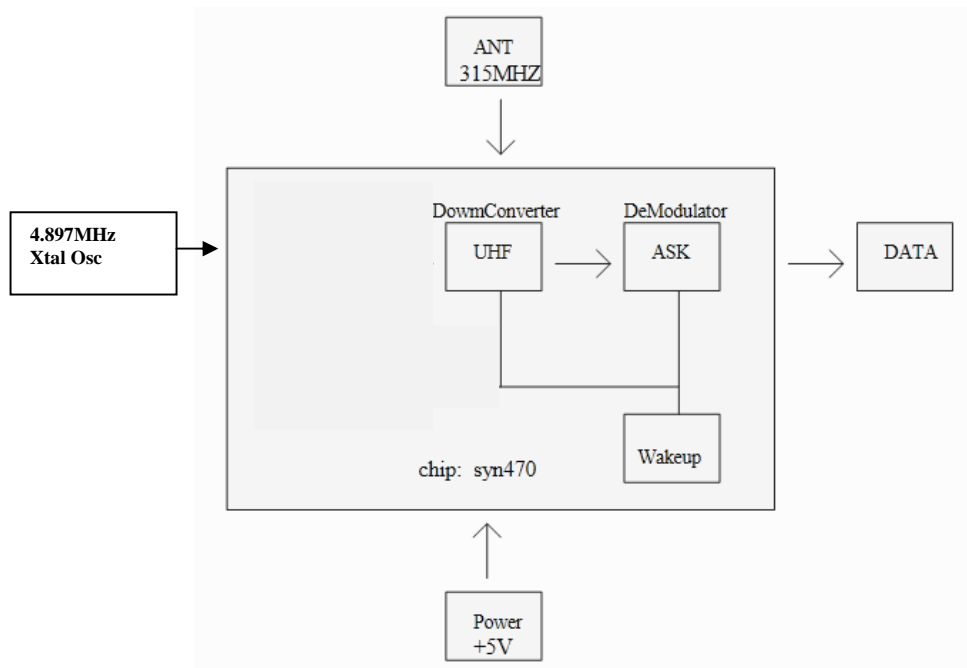 ANT
315MHZ
4.897MHz
Xtal Osc
DowmConverter
UHF
DeModulator
ASK
DATA
Wakeup
chip: syn470
Power
+5V